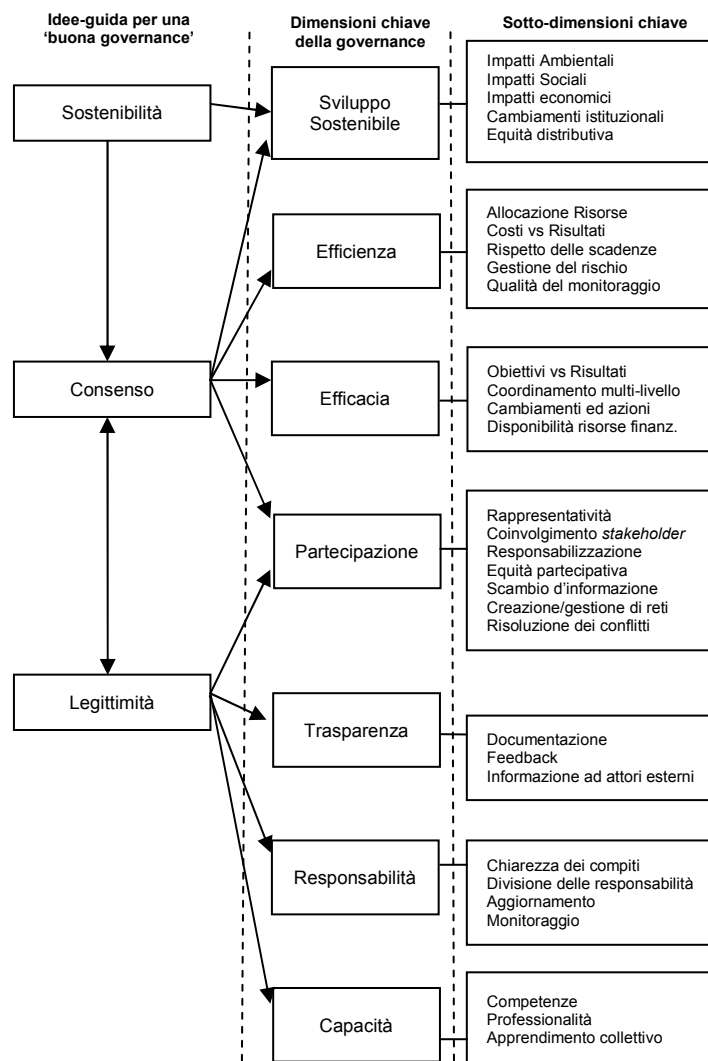 Idee-guida per una
‘buona governance’
Dimensioni chiave
della governance
Sotto-dimensioni chiave
Sostenibilità
Sviluppo
Sostenibile
Impatti Ambientali
Impatti Sociali
Impatti economici
Cambiamenti istituzionali
Equità distributiva
Efficienza
Allocazione Risorse
Costi vs Risultati
Rispetto delle scadenze
Gestione del rischio
Qualità del monitoraggio
Consenso
Efficacia
Obiettivi vs Risultati
Coordinamento multi-livello
Cambiamenti ed azioni
Disponibilità risorse finanz.
Partecipazione
Rappresentatività
Coinvolgimento stakeholder
Responsabilizzazione
Equità partecipativa
Scambio d’informazione
Creazione/gestione di reti
Risoluzione dei conflitti
Legittimità
Trasparenza
Documentazione
Feedback
Informazione ad attori esterni
Responsabilità
Chiarezza dei compiti
Divisione delle responsabilità
Aggiornamento
Monitoraggio
Capacità
Competenze
Professionalità
Apprendimento collettivo